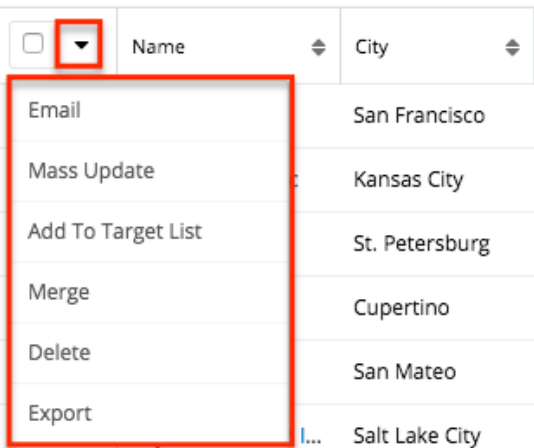 Name City
Email
San Francisco
Mass Update
Kansas City
Add To Target List
St. Petersburg
Merge
Cupertino
Delete
San Mateo
Export
Salt Lake City